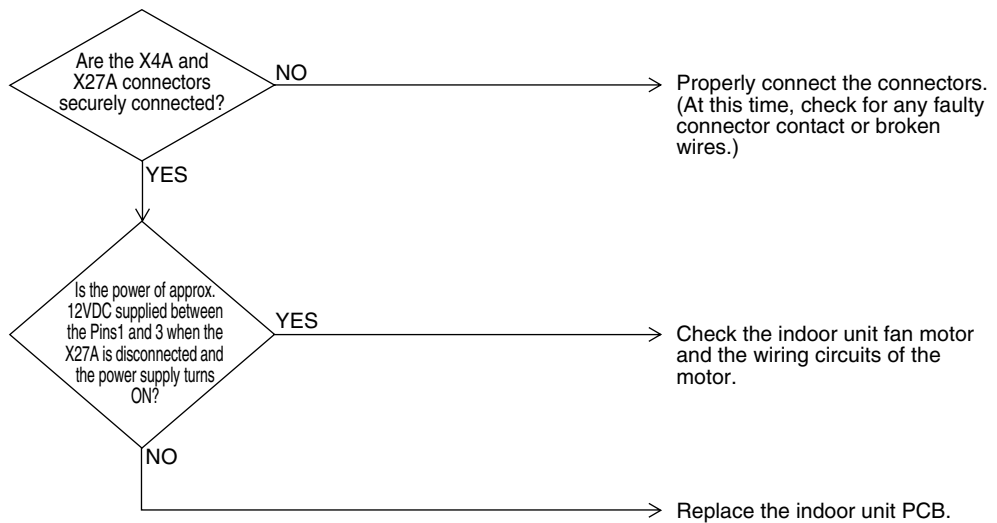 Are the X4A and
X27A connectors
securely connected?
NO
Properly connect the connectors.
(At this time, check for any faulty
connector contact or broken
wires.)
YES
Is the power of approx.
12VDC supplied between
the Pins1 and 3 when the
X27A is disconnected and
the power supply turns
ON?
YES
Check the indoor unit fan motor
and the wiring circuits of the
motor.
NO
Replace the indoor unit PCB.